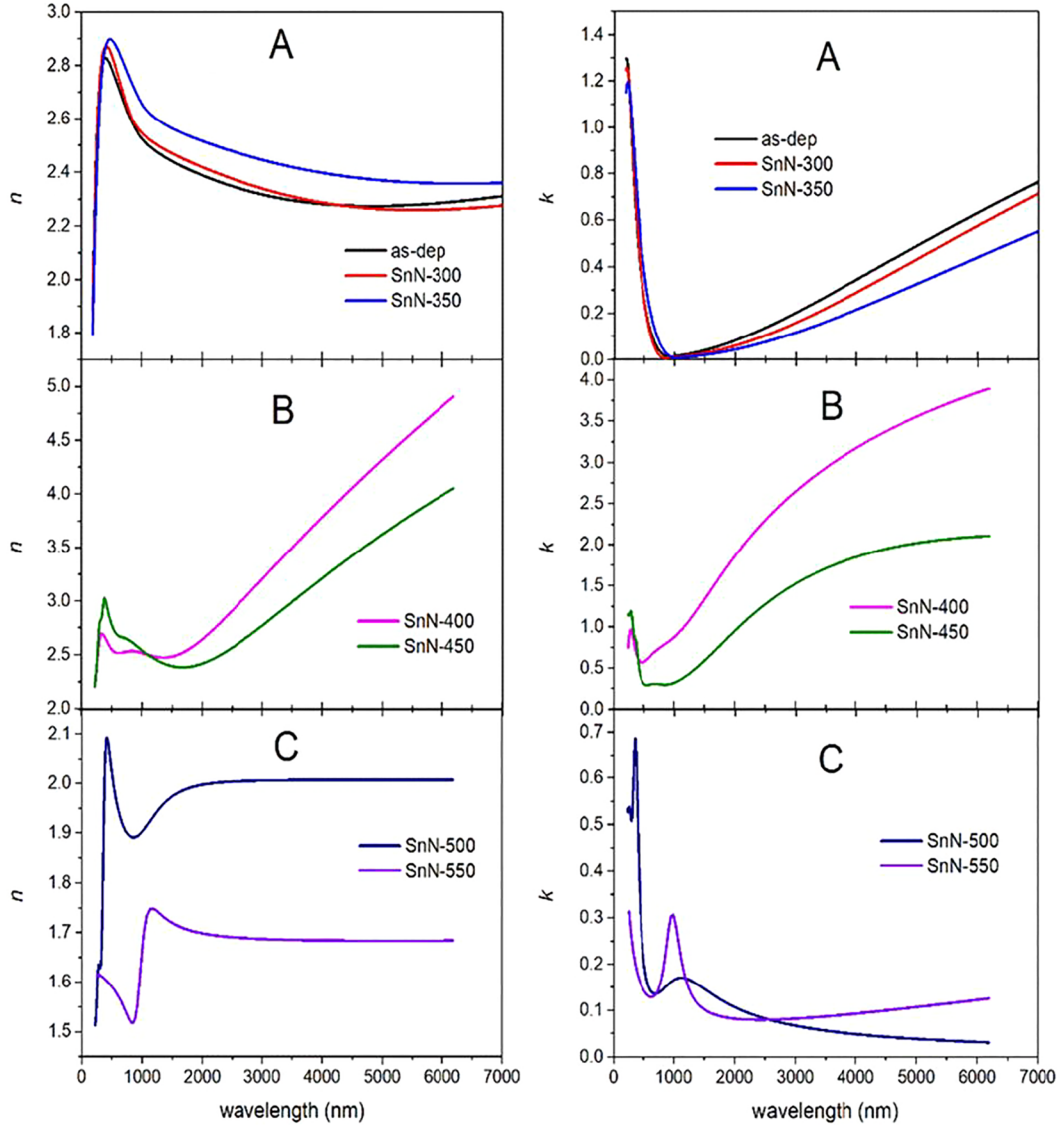 3.0
2.8
2.6
2.4
2.2
2.0
1.8
n
A
as-dep
SnN-300
SnN-350
1.4
1.2
1.0
0.8
0.6
0.4
0.2
0.0
k
A
as-dep
SnN-300
SnN-350
5.0
4.5
4.0
3.5
3.0
2.5
2.0
n
B
SnN-400
SnN-450
4.0
3.5
3.0
2.5
2.0
1.5
1.0
0.5
0.0
k
B
SnN-400
SnN-450
2.1
2.0
1.9
1.8
1.7
1.6
1.5
n
C
SnN-500
SnN-550
0 1000 2000 3000 4000 5000 6000 7000
wavelength (nm)
0.7
0.6
0.5
0.4
0.3
0.2
0.1
0.0
k
C
SnN-500
SnN-550
0 1000 2000 3000 4000 5000 6000 7000
wavelength (nm)